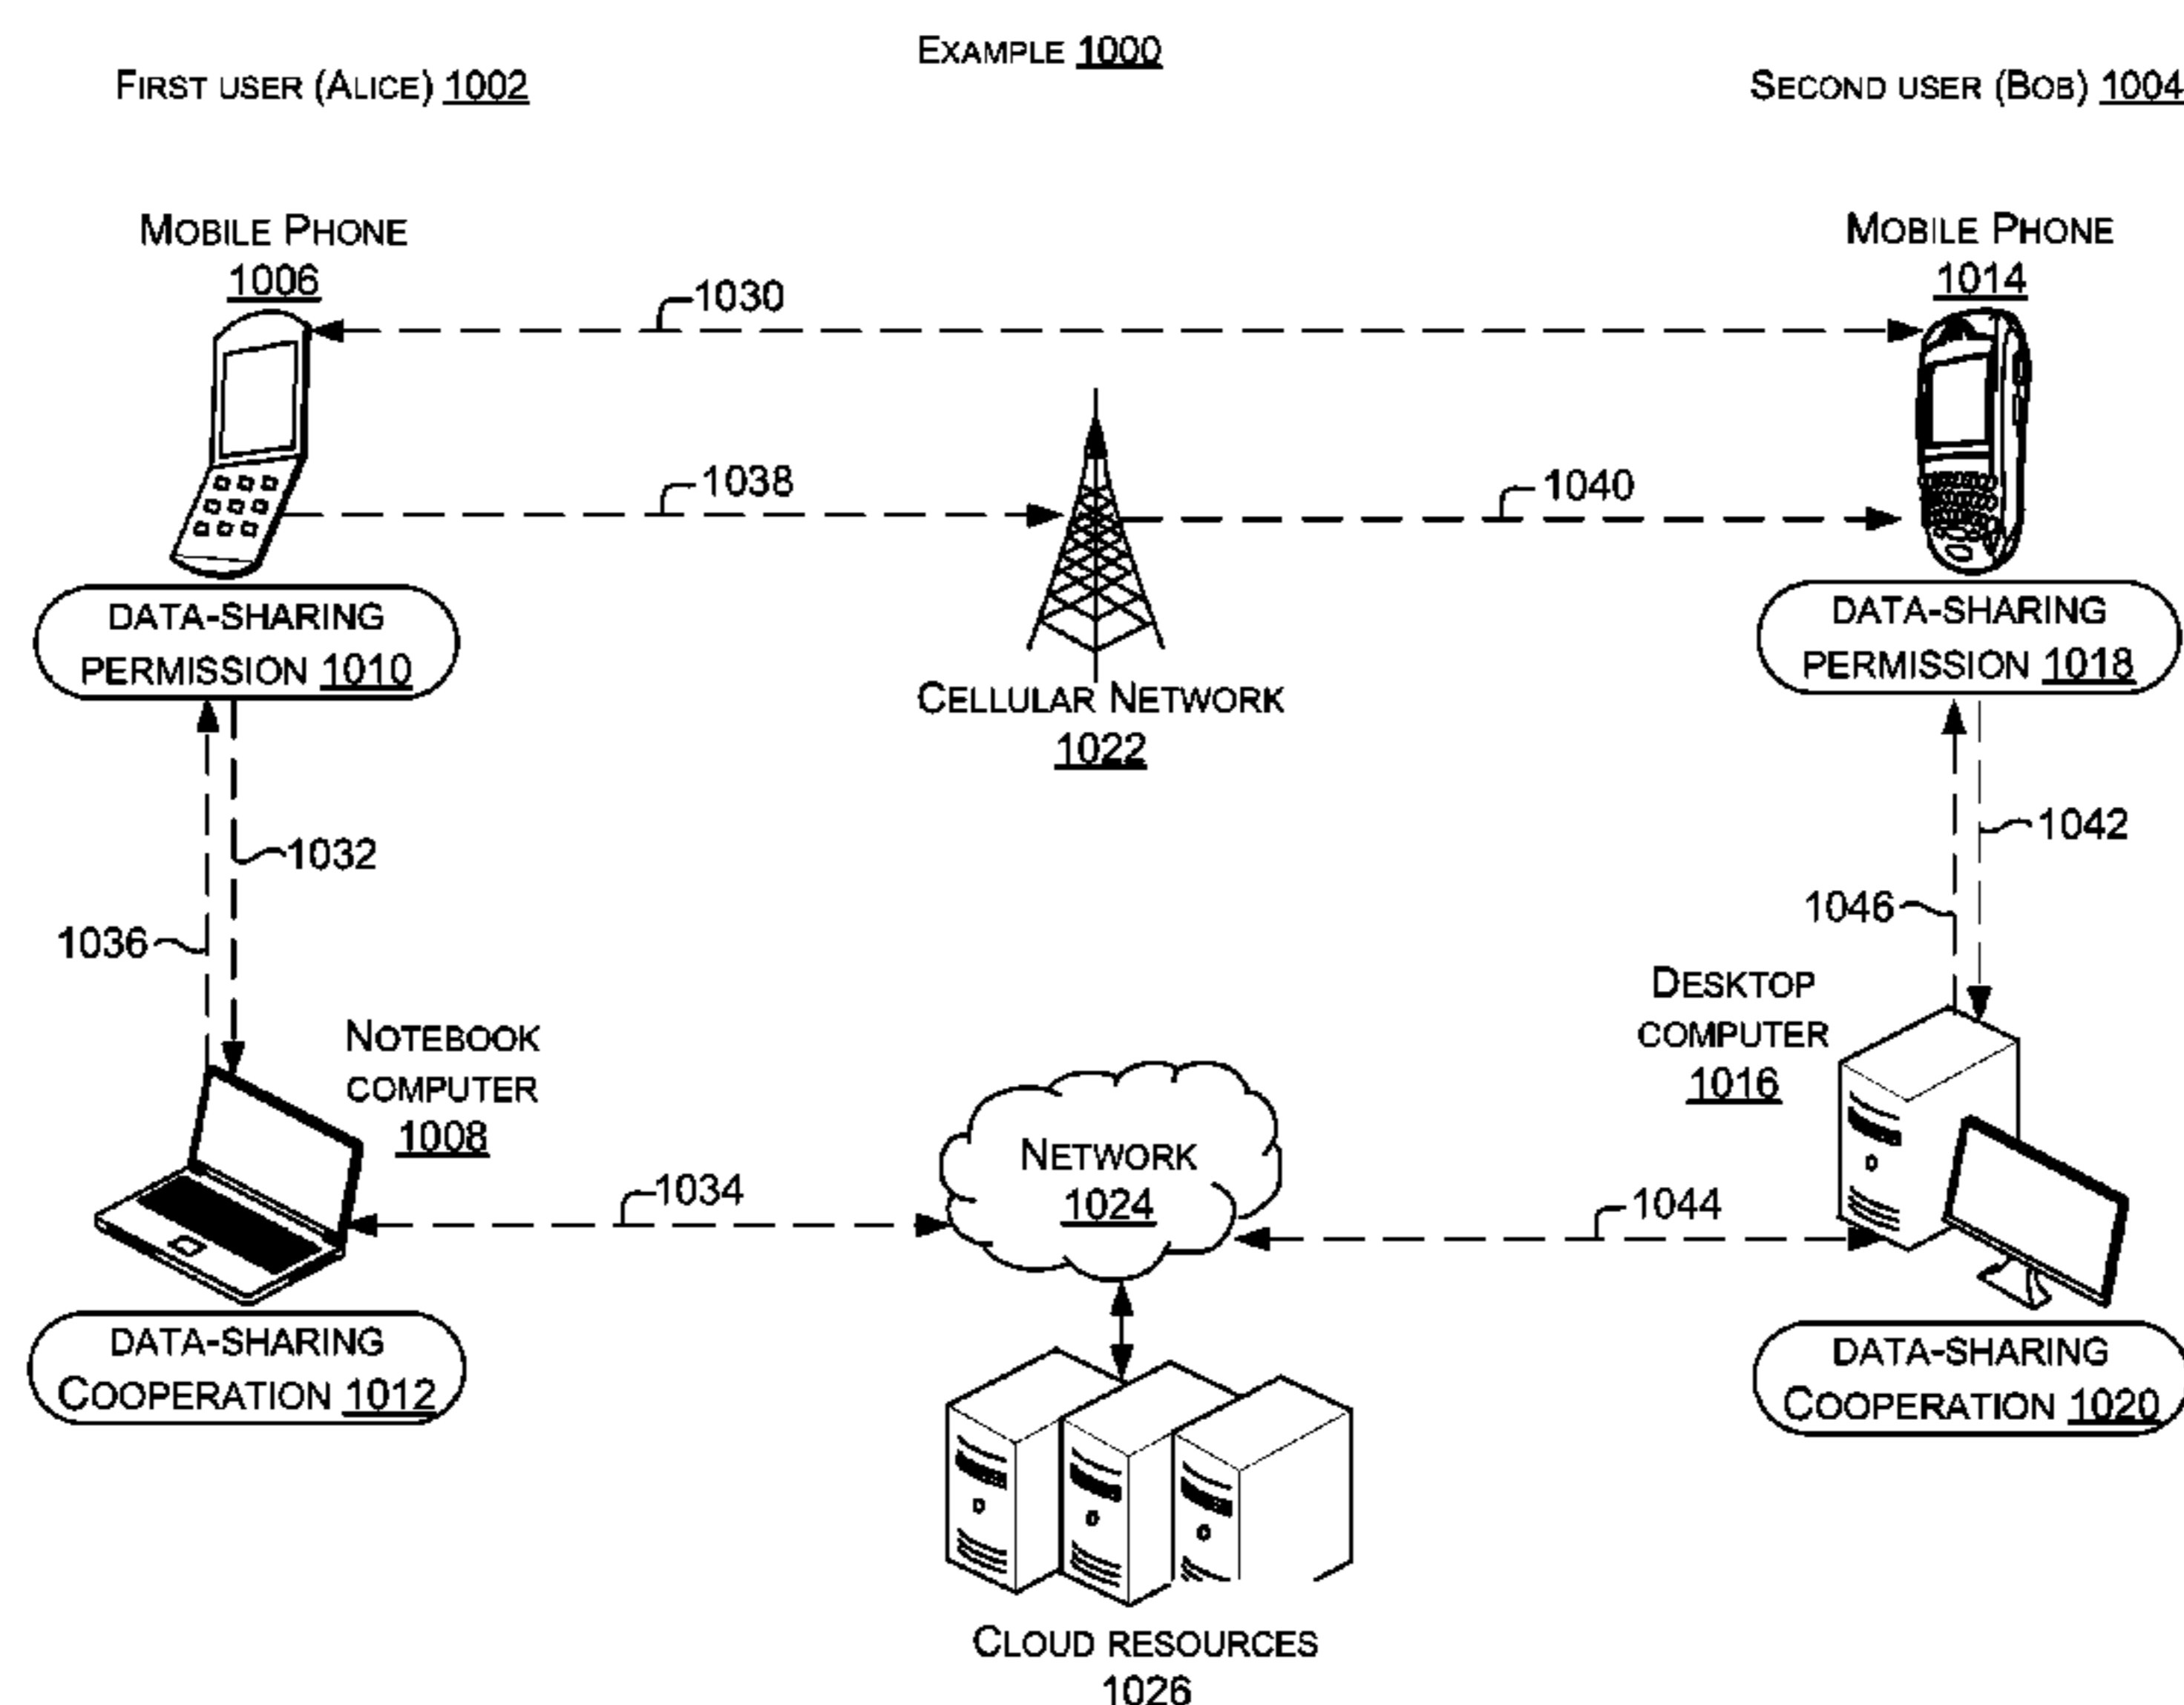 EXAMPLE 1000
FIRST USER (ALICE) 1002
SECOND USER (BOB) 1004
MOBILE PHONE
1006
MOBILE PHONE
1014
1030
1038
1040
DATA-SHARING
PERMISSION 1010
DATA-SHARING
PERMISSION 1018
CELLULAR NETWORK
1022
1032
1036
1042
1046
NOTEBOOK
COMPUTER
1008
DESKTOP
COMPUTER
1016
NETWORK
1024
1034
1044
DATA-SHARING
COOPERATION 1012
DATA-SHARING
COOPERATION 1020
CLOUD RESOURCES
1026